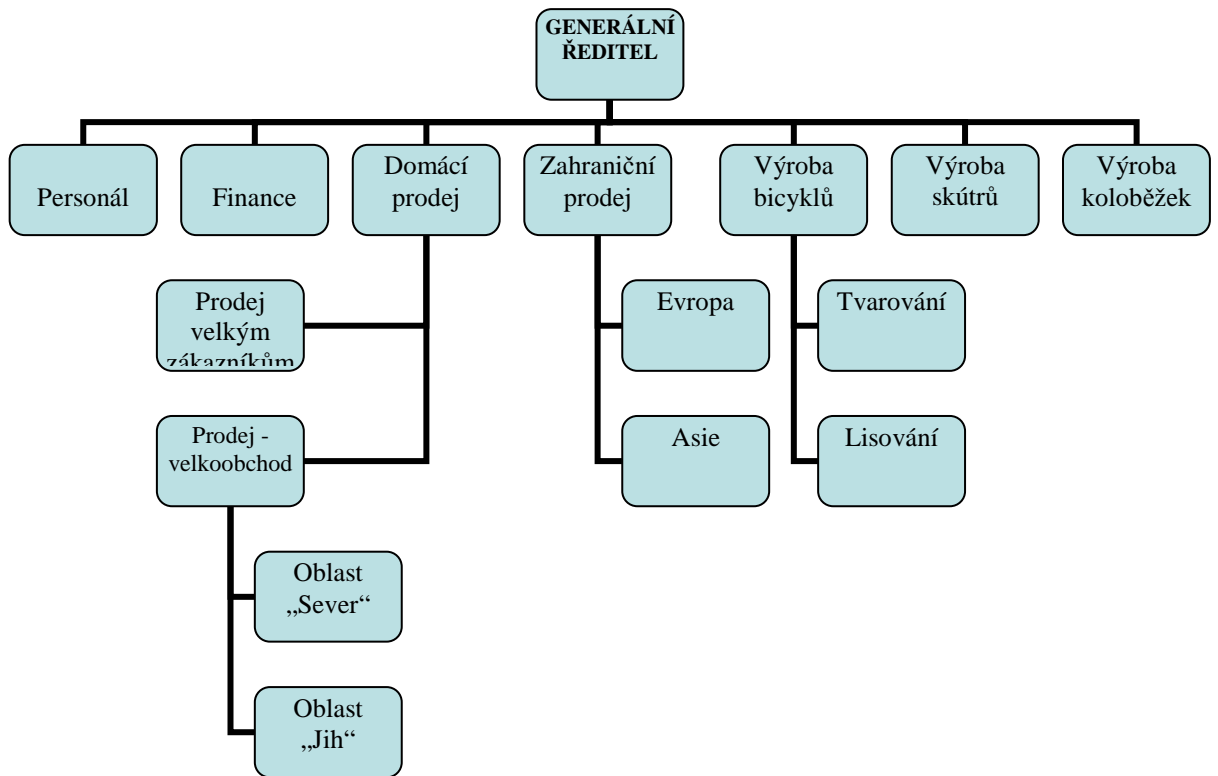 GENERÁLNÍ
ŘEDITEL
Personál
Finance
Domácí
prodej
Zahraniční
prodej
Výroba
bicyklů
Výroba
skútrů
Výroba
koloběžek
Prodej
velkým
zákazníkům
Evropa
Tvarování
Prodej -
velkoobchod
Asie
Lisování
Oblast
„Sever“
Oblast
„Jih“